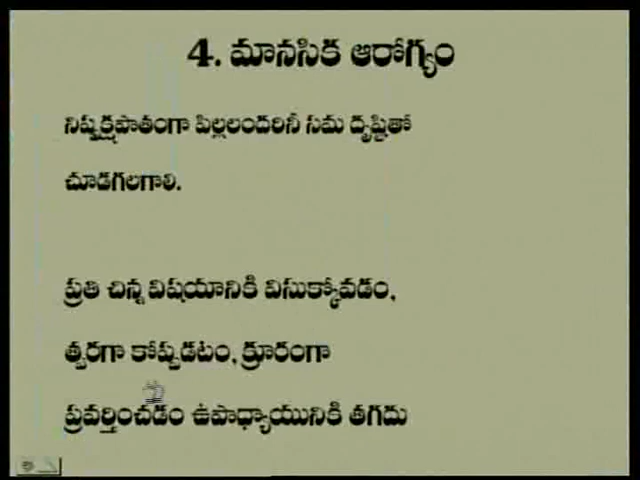 4. మానసిక ఆరోగ్యం
నిష్పక్షపాతంగా పిల్లలందరినీ సమ దృష్టితో
చూడగలగాలి.
ప్రతి చిన్న విషయానికి విసుక్కోవడం,
త్వరగా కోప్పడటం, క్రూరంగా
ప్రవర్తించడం ఉపాధ్యాయునికి తగదు